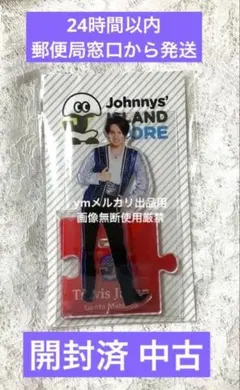 24時間以内
郵便局窓口から発送
Johnnys'
ISLAND
STORE
ymメルカリ出品用
画像無断使用厳禁
Travis Japan
開封済 中古